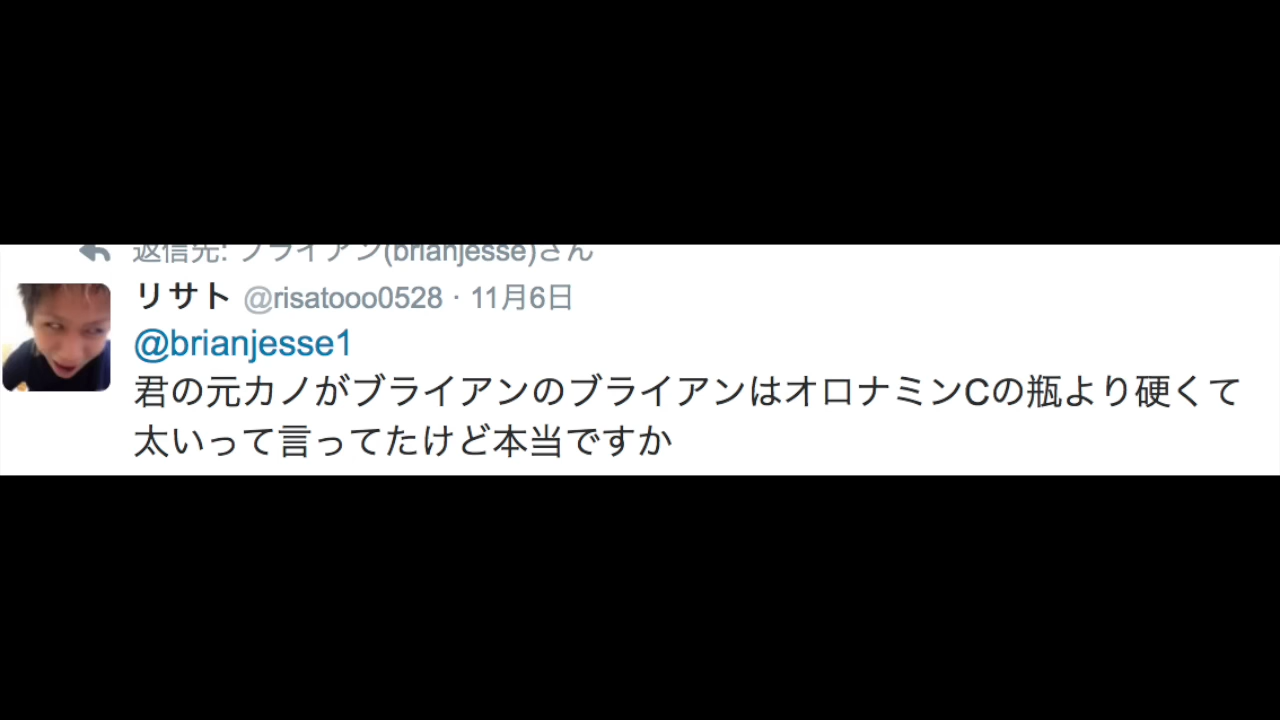 返信先: ブライアン(brianjesse)さん
リサト @risatooo0528 · 11月6日
@brianjesse1
君の元カノがブライアンのブライアンはオロナミンCの瓶より硬くて
太いって言ってたけど本当ですか